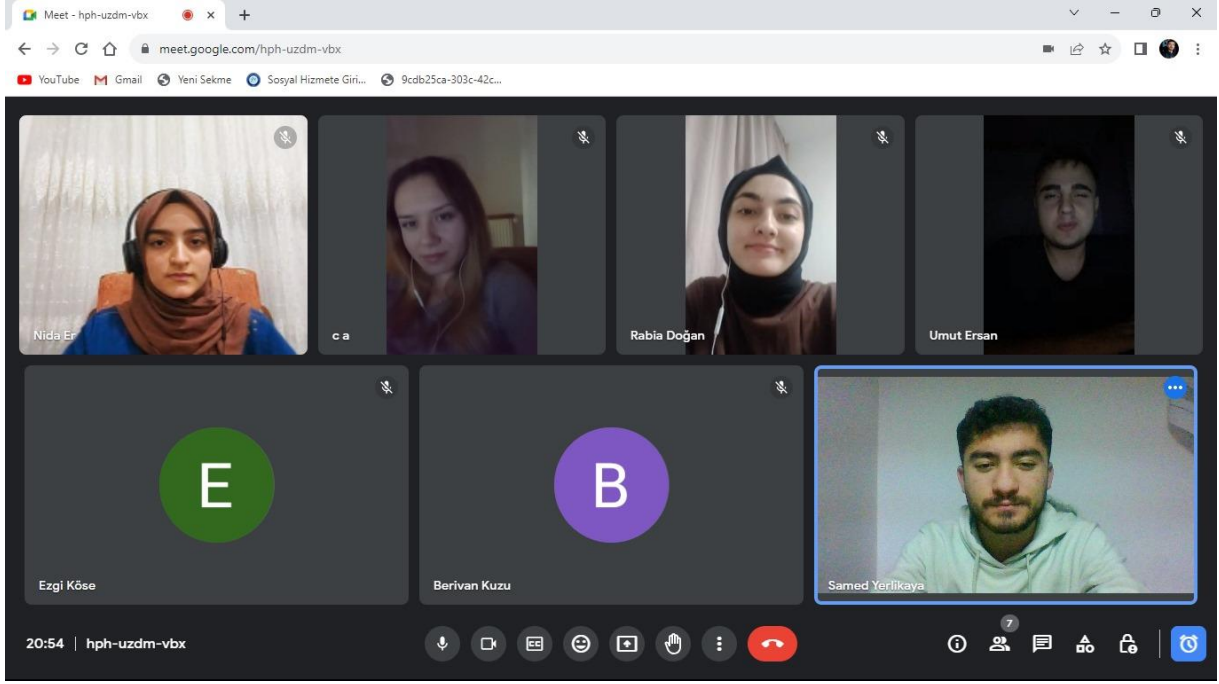 Meet - hph-uzdm-vbx
meet.google.com/hph-uzdm-vbx
YouTube Gmail Yeni Sekme Sosyal Hizmete Giri... 9cdb25ca-303c-42c...
Nida Er
c a
Rabia Doğan
Umut Ersan
E
B
Ezgi Köse
Berivan Kuzu
Samed Yerlikaya
7
20:54 | hph-uzdm-vbx
CC